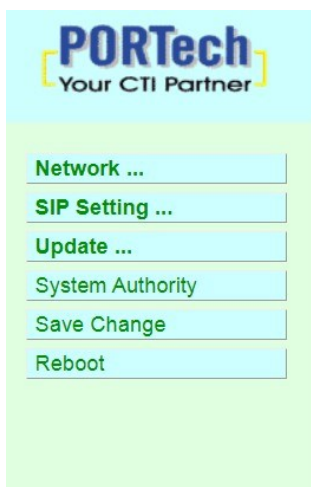 PORTech
Your CTI Partner
Network ...
SIP Setting ...
Update ...
System Authority
Save Change
Reboot